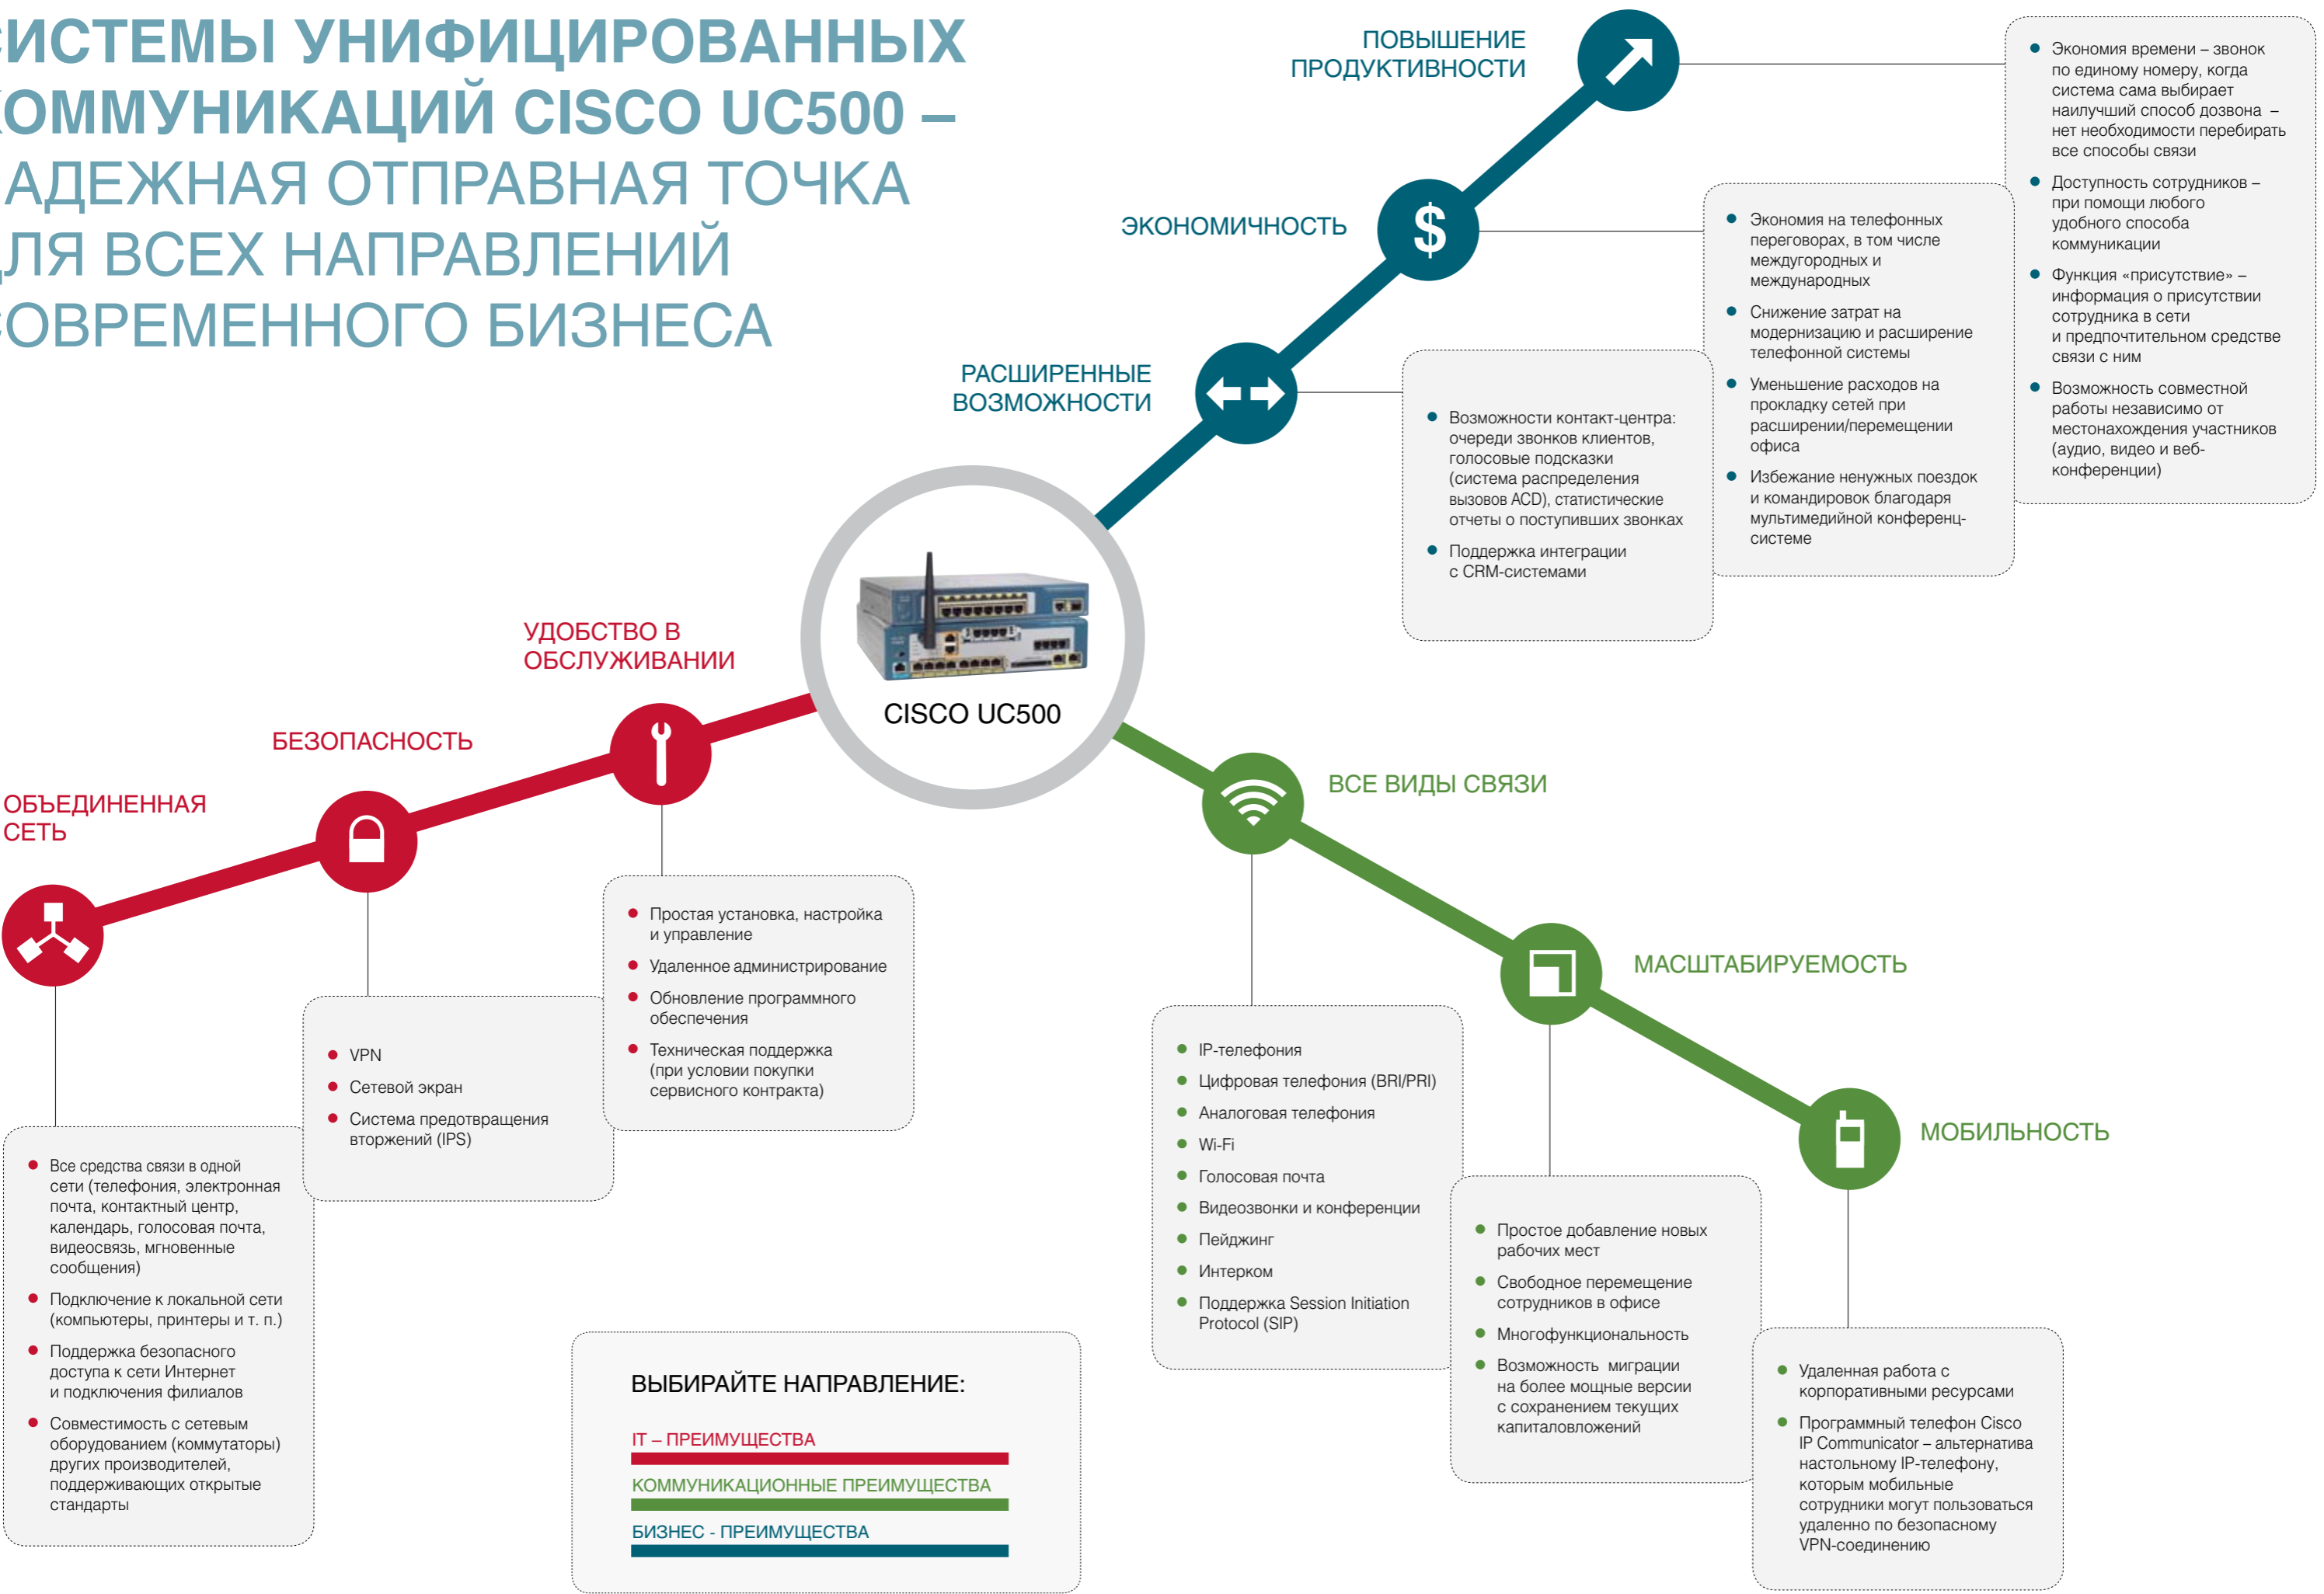 СИСТЕМЫ УНИФИЦИРОВАННЫХ
КОММУНИКАЦИЙ CISCO UC500 –
НАДЕЖНАЯ ОТПРАВНАЯ ТОЧКА
ДЛЯ ВСЕХ НАПРАВЛЕНИЙ
СОВРЕМЕННОГО БИЗНЕСА
ПОВЫШЕНИЕ
ПРОДУКТИВНОСТИ
● Экономия времени – звонок
по единому номеру, когда
система сама выбирает
наилучший способ дозвона –
нет необходимости перебирать
все способы связи
● Доступность сотрудников –
при помощи любого
удобного способа
коммуникации
● Функция «присутствие» –
информация о присутствии
сотрудника в сети
и предпочтительном средстве
связи с ним
● Возможность совместной
работы независимо от
местонахождения участников
(аудио, видео и веб-
конференции)
ЭКОНОМИЧНОСТЬ
$
● Экономия на телефонных
переговорах, в том числе
междугородных и
международных
● Снижение затрат на
модернизацию и расширение
телефонной системы
● Уменьшение расходов на
прокладку сетей при
расширении/перемещении
офиса
● Избежание ненужных поездок
и командировок благодаря
мультимедийной конференц-
системе
РАСШИРЕННЫЕ
ВОЗМОЖНОСТИ
● Возможности контакт-центра:
очереди звонков клиентов,
голосовые подсказки
(система распределения
вызовов ACD), статистические
отчеты о поступивших звонках
● Поддержка интеграции
с CRM-системами
CISCO UC500
УДОБСТВО В
ОБСЛУЖИВАНИИ
● Простая установка, настройка
и управление
● Удаленное администрирование
● Обновление программного
обеспечения
● Техническая поддержка
(при условии покупки
сервисного контракта)
БЕЗОПАСНОСТЬ
● VPN
● Сетевой экран
● Система предотвращения
вторжений (IPS)
ОБЪЕДИНЕННАЯ
СЕТЬ
● Все средства связи в одной
сети (телефония, электронная
почта, контактный центр,
календарь, голосовая почта,
видеосвязь, мгновенные
сообщения)
● Подключение к локальной сети
(компьютеры, принтеры и т. п.)
● Поддержка безопасного
доступа к сети Интернет
и подключения филиалов
● Совместимость с сетевым
оборудованием (коммутаторы)
других производителей,
поддерживающих открытые
стандарты
ВСЕ ВИДЫ СВЯЗИ
● IP-телефония
● Цифровая телефония (BRI/PRI)
● Аналоговая телефония
● Wi-Fi
● Голосовая почта
● Видеозвонки и конференции
● Пейджинг
● Интерком
● Поддержка Session Initiation
Protocol (SIP)
МАСШТАБИРУЕМОСТЬ
● Простое добавление новых
рабочих мест
● Свободное перемещение
сотрудников в офисе
● Многофункциональность
● Возможность миграции
на более мощные версии
с сохранением текущих
капиталовложений
МОБИЛЬНОСТЬ
● Удаленная работа с
корпоративными ресурсами
● Программный телефон Cisco
IP Communicator – альтернатива
настольному IP-телефону,
которым мобильные
сотрудники могут пользоваться
удаленно по безопасному
VPN-соединению
ВЫБИРАЙТЕ НАПРАВЛЕНИЕ:
IT – ПРЕИМУЩЕСТВА
КОММУНИКАЦИОННЫЕ ПРЕИМУЩЕСТВА
БИЗНЕС - ПРЕИМУЩЕСТВА